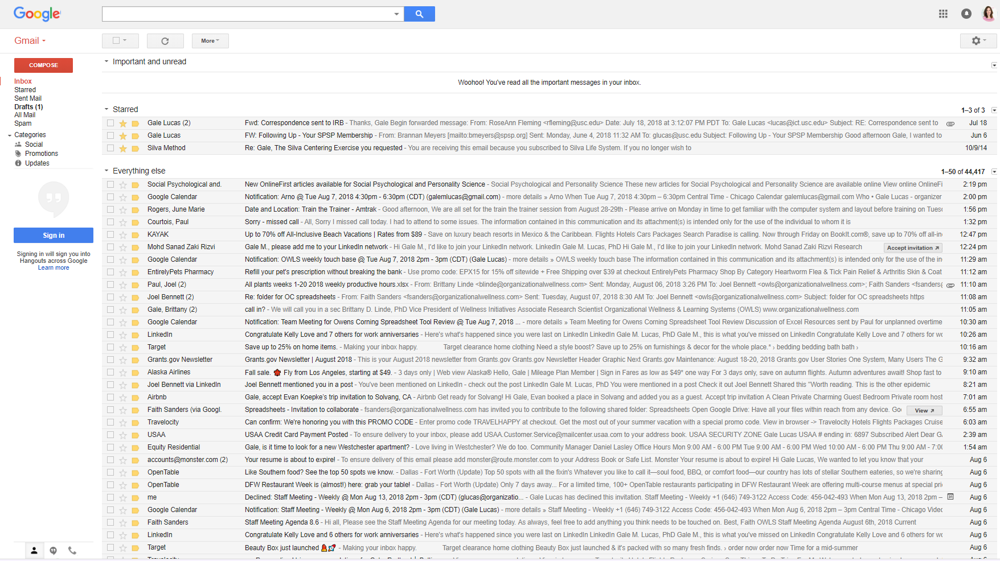 Google
Gmail
More
COMPOSE
Inbox
Starred
Sent Mail
Drafts (1)
All Mail
Spam
Categories
Social
Promotions
Updates
Sign in
Signing in will sign you into
Hangouts across Google
Learn more
Important and unread
Woohoo! You've read all the important messages in your inbox.
Starred 1–3 of 3
Gale Lucas (2) Fwd: Correspondence sent to IRB - Thanks, Gale Begin forwarded message: From: RoseAnn Fleming <rfleming@usc.edu> Date: July 18, 2018 at 3:12:07 PM PDT To: Gale Lucas <lucas@ict.usc.edu> Subject: RE: Correspondence sent to Jul 18
Gale Lucas FW: Following Up - Your SPSP Membership - From: Brannan Meyers [mailto:bmeyers@spsp.org] Sent: Monday, June 4, 2018 11:32 AM To: glucas@usc.edu Subject: Following Up - Your SPSP Membership Good afternoon Gale, I wanted to Jun 6
Silva Method Re: Gale, The Silva Centering Exercise you requested - You are receiving this email because you subscribed to Silva Life System. If you no longer wish to 10/9/14
Everything else 1–50 of 44,417
Social Psychological and. New OnlineFirst articles available for Social Psychological and Personality Science - Social Psychological and Personality Science These new articles for Social Psychological and Personality Science are available online View online OnlineFi 2:19 pm
Google Calendar Notification: Arno @ Tue Aug 7, 2018 4:30pm - 6:30pm (CDT) (galemlucas@gmail.com) - more details » Arno When Tue Aug 7, 2018 4:30pm – 6:30pm Central Time - Chicago Calendar galemlucas@gmail.com Who • Gale Lucas - organizer 2:00 pm
Rogers, June Marie Date and Location: Train the Trainer - Amtrak - Good afternoon, We are all set for the train the trainer session from August 28-29th - Please arrive on Monday in time to get familiar with the computer system and layout before training on Tuesd 1:56 pm
Courtois, Paul Sorry - missed call - All, Sorry I missed call today. I had to attend to some issues. The information contained in this communication and its attachment(s) is intended only for the use of the individual to whom it is 1:32 pm
KAYAK Up to 70% off All-Inclusive Beach Vacations | Rates from $89 - Save on luxury beach resorts in Mexico & the Caribbean. Flights Hotels Cars Packages Search Paradise is calling. Now through Friday on BookIt.com®, save up to 70% off all-in 12:47 pm
Mohd Sanad Zaki Rizvi Gale M., please add me to your LinkedIn network - Hi Gale M., I'd like to join your LinkedIn network. LinkedIn Gale M. Lucas, PhD Hi Gale M., I'd like to join your LinkedIn network. Mohd Sanad Zaki Rizvi Research Accept invitation 12:24 pm
Google Calendar Notification: OWLS weekly touch base @ Tue Aug 7, 2018 2pm - 3pm (CDT) (Gale Lucas) - more details » OWLS weekly touch base The information contained in this communication and its attachment(s) is intended only for the use of the in 11:29 am
EntirelyPets Pharmacy Refill your pet's prescription without breaking the bank - Use promo code: EPX15 for 15% off sitewide + Free Shipping over $39 at checkout EntirelyPets Pharmacy Shop By Category Heartworm Flea & Tick Pain Relief & Arthritis Skin & Coat 11:12 am
Paul, Joel (2) All plants weeks 1-20 2018 weekly productive hours.xlsx - From: Brittany Linde <blinde@organizationalwellness.com> Sent: Monday, August 06, 2018 3:26 PM To: Joel Bennett <owls@organizationalwellness.com>; Faith Sanders <fsanders@ 11:10 am
Joel Bennett (2) Re: folder for OC spreadsheets - From: Faith Sanders <fsanders@organizationalwellness.com> Sent: Tuesday, August 07, 2018 8:30 AM To: Joel Bennett <owls@organizationalwellness.com> Subject: folder for OC spreadsheets https 11:08 am
Gale, Brittany (2) call in? - We will call you in a sec Brittany D. Linde, PhD Vice President of Wellness Initiatives Associate Research Scientist Organizational Wellness & Learning Systems (OWLS) www.organizationalwellness.com 11:05 am
Google Calendar Notification: Team Meeting for Owens Corning Spreadsheet Tool Review @ Tue Aug 7, 2018 ... - more details » Team Meeting for Owens Corning Spreadsheet Tool Review Discussion of Excel Resources sent by Paul for unplanned overtime 10:30 am
LinkedIn Congratulate Kelly Love and 7 others for work anniversaries - Here's what's happened since you were last on LinkedIn LinkedIn Gale M. Lucas, PhD Gale M., this is what you've missed on LinkedIn Congratulate Kelly Love and 7 others for wo 10:26 am
Target Save up to 25% on home items. - Making your inbox happy. Target clearance home clothing Need a style boost? Save up to 25% on furnishings & decor for the whole place.* › bedding bedding bath bath › 10:16 am
Grants.gov Newsletter Grants.gov Newsletter | August 2018 - This is your August 2018 newsletter from Grants.gov Grants.gov Newsletter Header Graphic Next Grants.gov Maintenance: August 18-20, 2018 Grants.gov User Stories One System, Many Users The G 9:32 am
Alaska Airlines Fall sale. 🍁 Fly from Los Angeles, starting at $49. - 3 days only | Web view Alaska® Hello, Gale | Mileage Plan Member | Sign in Fares as low as $49* one way For 3 days only, save on autumn flights. Autumn adventures await! Shop fast to 9:10 am
Joel Bennett via LinkedIn Joel Bennett mentioned you in a post - You've been mentioned on LinkedIn - check out the post LinkedIn Gale M. Lucas, PhD You were mentioned in a post Check it out Joel Bennett Shared this "Worth reading. This is the other epidemic 8:21 am
Airbnb Gale, accept Evan Koepke's trip invitation to Solvang, CA - Airbnb Get ready for Solvang! Hi Gale, Evan booked a place in Solvang and added you as a guest. Accept trip invitation A Clean Private Charming Guest Bedroom Private room host 7:01 am
Faith Sanders (via Googl. Spreadsheets - Invitation to collaborate - fsanders@organizationalwellness.com has invited you to contribute to the following shared folder: Spreadsheets Open Google Drive: Have all your files within reach from any device. Go View 6:55 am
Travelocity Can confirm: We're honoring you with this PROMO CODE - Enter promo code TRAVELHAPPY at checkout. Get the most out of your summer vacation with a special promo code. View in browser -> Travelocity Hotels Flights Packages Cruise 6:03 am
USAA USAA Credit Card Payment Posted - To ensure delivery to your inbox, please add USAA.Customer.Service@mailcenter.usaa.com to your address book. USAA SECURITY ZONE Gale Lucas USAA # ending in: 6897 Subscribed Alert Dear GA 2:39 am
Equity Residential Gale, is it time to look for a new Westchester apartment? - Love living in Westchester? We do too. Community Manager Daniel Lasley Office Hours Mon 9:00 AM - 6:00 PM Tue 9:00 AM - 6:00 PM Wed 10:00 AM - 6:00 PM Thu 9:00 AM - 7:00 1:54 am
accounts@monster.com (2) Your resume is about to expire! - To ensure delivery of this email please add monster@route.monster.com to your Address Book or Safe List. Monster Your resume is about to expire! Hi Gale Lucas, We wanted to let you know that your Aug 6
OpenTable Like Southern food? See the top 50 spots we know. - Dallas - Fort Worth (Update) Top 50 spots with all the fixin's Whatever you like to call it—soul food, BBQ, or comfort food—our country has lots of stellar Southern eateries, so we're sharing Aug 6
OpenTable DFW Restaurant Week is (almost!) here: grab your table! - Dallas - Fort Worth (Update) Only 7 days away... For a limited time, 100+ OpenTable restaurants participating in DFW Restaurant Week are offering multi-course menus at special pri Aug 6
me Declined: Staff Meeting - Weekly @ Mon Aug 13, 2018 2pm - 3pm (CDT) (glucas@organizatio... - Gale Lucas has declined this invitation. Staff Meeting - Weekly +1 (646) 749-3122 Access Code: 456-042-493 When Mon Aug 13, 2018 2pm – 31 Aug 6
Google Calendar Notification: Staff Meeting - Weekly @ Mon Aug 6, 2018 2pm - 3pm (CDT) (Gale Lucas) - more details » Staff Meeting - Weekly +1 (646) 749-3122 Access Code: 456-042-493 When Mon Aug 6, 2018 2pm – 3pm Central Time - Chicago Video Aug 6
Faith Sanders Staff Meeting Agenda 8.6 - Hi all, Please see the Staff Meeting Agenda for our meeting today. As always, feel free to add anything you think needs to be touched on. Best, Faith OWLS Staff Meeting Agenda August 6th, 2018 Current Aug 6
LinkedIn Congratulate Kelly Love and 6 others for work anniversaries - Here's what's happened since you were last on LinkedIn LinkedIn Gale M. Lucas, PhD Gale M., this is what you've missed on LinkedIn Congratulate Kelly Love and 6 others for wo Aug 6
Target Beauty Box just launched - Making your inbox happy. Target clearance home clothing Beauty Box just launched & it's packed with so many fresh finds. › order now order now Time for a mid-summer Aug 6